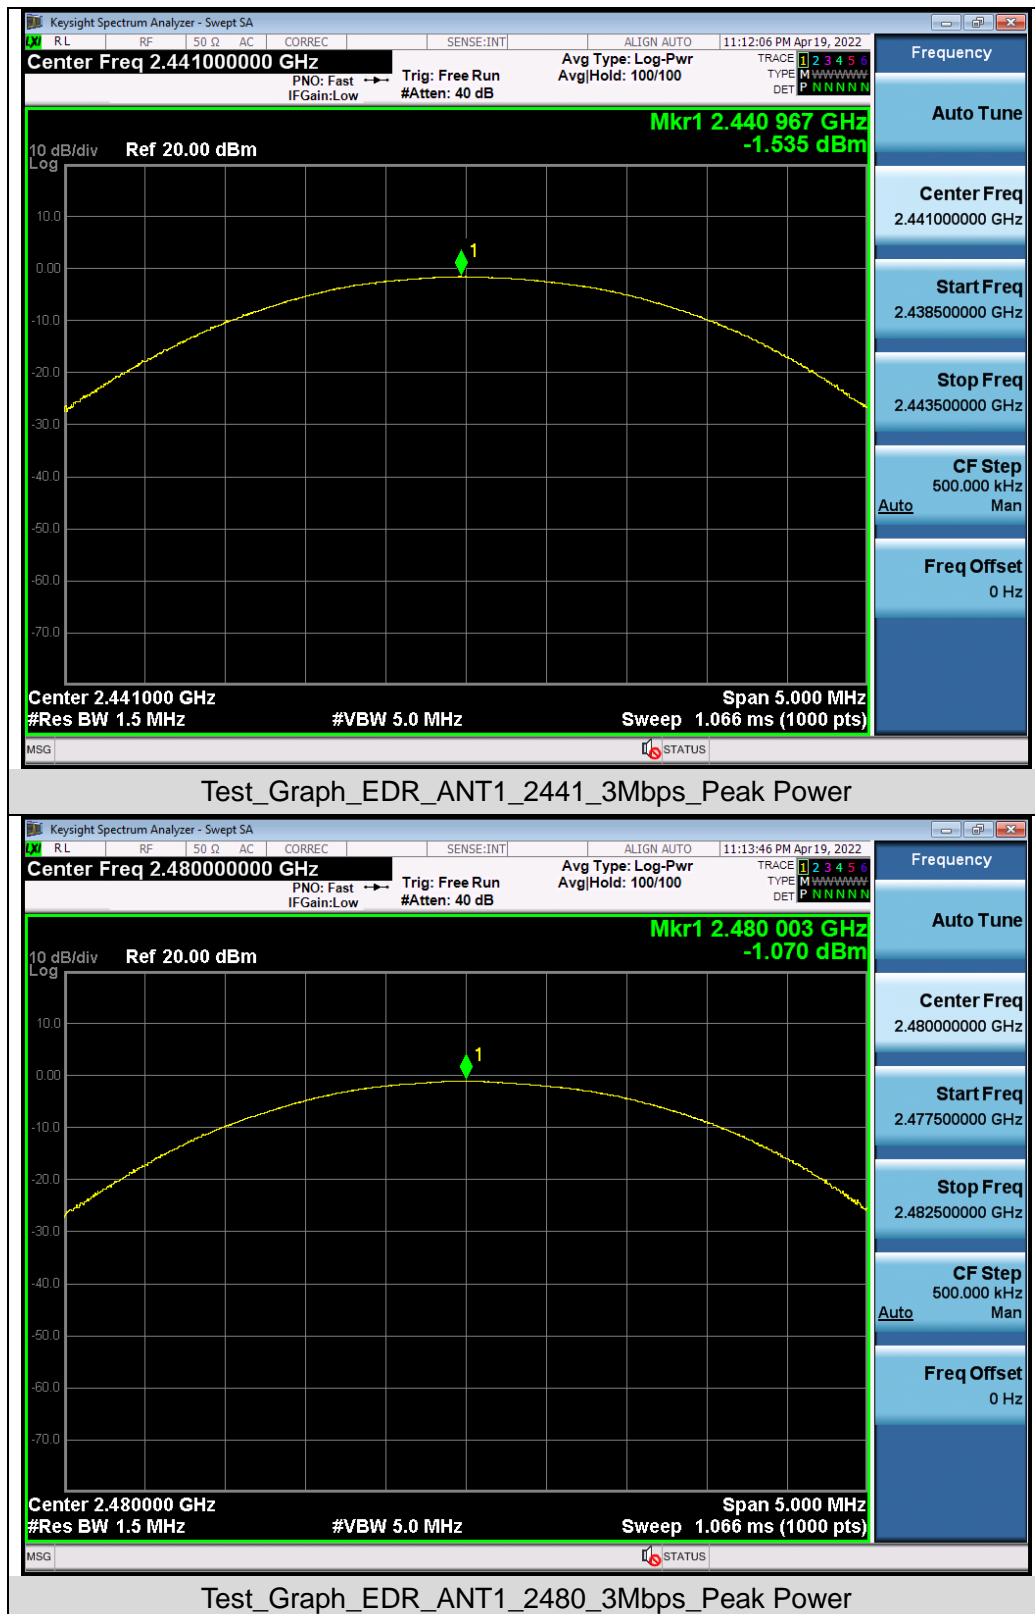 Keysight Spectrum Analyzer - Swept SA
LXI RL RF 50 Ω AC CORREC SENSE:INT ALIGN AUTO 11:12:06 PM Apr 19, 2022
Center Freq 2.441000000 GHz
PNO: Fast
IFGain:Low
Trig: Free Run
#Atten: 40 dB
Avg Type: Log-Pwr
Avg|Hold: 100/100
TRACE 1 2 3 4 5 6
TYPE M WWWWW
DET P N N N N N
Frequency
Auto Tune
Center Freq
2.441000000 GHz
Start Freq
2.438500000 GHz
Stop Freq
2.443500000 GHz
CF Step
500.000 kHz
Auto Man
Freq Offset
0 Hz
Mkr1 2.440 967 GHz
-1.535 dBm
10 dB/div Ref 20.00 dBm
Log
10.0
1
0.00
-10.0
-20.0
-30.0
-40.0
-50.0
-60.0
-70.0
Center 2.441000 GHz Span 5.000 MHz
#Res BW 1.5 MHz #VBW 5.0 MHz Sweep 1.066 ms (1000 pts)
MSG STATUS
Test_Graph_EDR_ANT1_2441_3Mbps_Peak Power
Keysight Spectrum Analyzer - Swept SA
LXI RL RF 50 Ω AC CORREC SENSE:INT ALIGN AUTO 11:13:46 PM Apr 19, 2022
Center Freq 2.480000000 GHz
PNO: Fast
IFGain:Low
Trig: Free Run
#Atten: 40 dB
Avg Type: Log-Pwr
Avg|Hold: 100/100
TRACE 1 2 3 4 5 6
TYPE M WWWWW
DET P N N N N N
Frequency
Auto Tune
Center Freq
2.480000000 GHz
Start Freq
2.477500000 GHz
Stop Freq
2.482500000 GHz
CF Step
500.000 kHz
Auto Man
Freq Offset
0 Hz
Mkr1 2.480 003 GHz
-1.070 dBm
10 dB/div Ref 20.00 dBm
Log
10.0
1
0.00
-10.0
-20.0
-30.0
-40.0
-50.0
-60.0
-70.0
Center 2.480000 GHz Span 5.000 MHz
#Res BW 1.5 MHz #VBW 5.0 MHz Sweep 1.066 ms (1000 pts)
MSG STATUS
Test_Graph_EDR_ANT1_2480_3Mbps_Peak Power